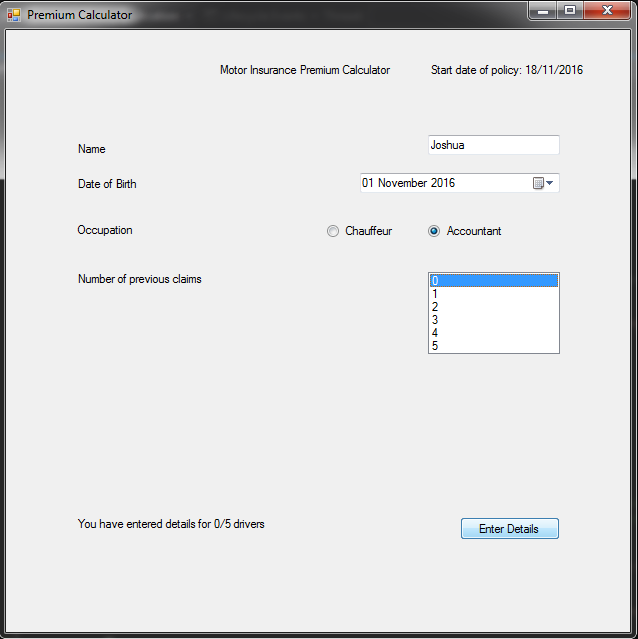 Premium Calculator
Motor Insurance Premium Calculator Start date of policy: 18/11/2016
Name Joshua
Date of Birth 01 November 2016
Occupation Chauffeur Accountant
Number of previous claims 0
1
2
3
4
5
You have entered details for 0/5 drivers Enter Details